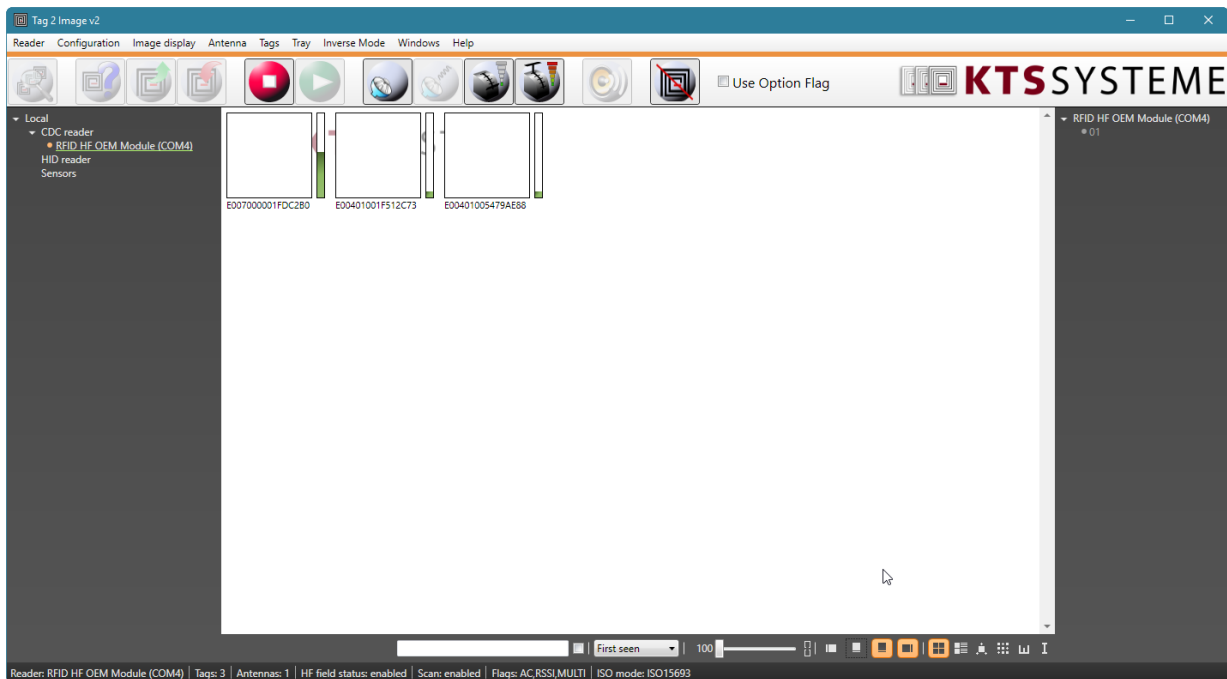 Tag 2 Image v2
Reader Configuration Image display Antenna Tags Tray Inverse Mode Windows Help
Use Option Flag
KTSSYSTEME
Local
CDC reader
RFID HF OEM Module (COM4)
HID reader
Sensors
E007000001FDC2B0 E00401001F512C73 E00401005479AE88
RFID HF OEM Module (COM4)
01
First seen
100
Reader: RFID HF OEM Module (COM4) | Tags: 3 | Antennas: 1 | HF field status: enabled | Scan: enabled | Flags: AC,RSSI,MULTI | ISO mode: ISO15693